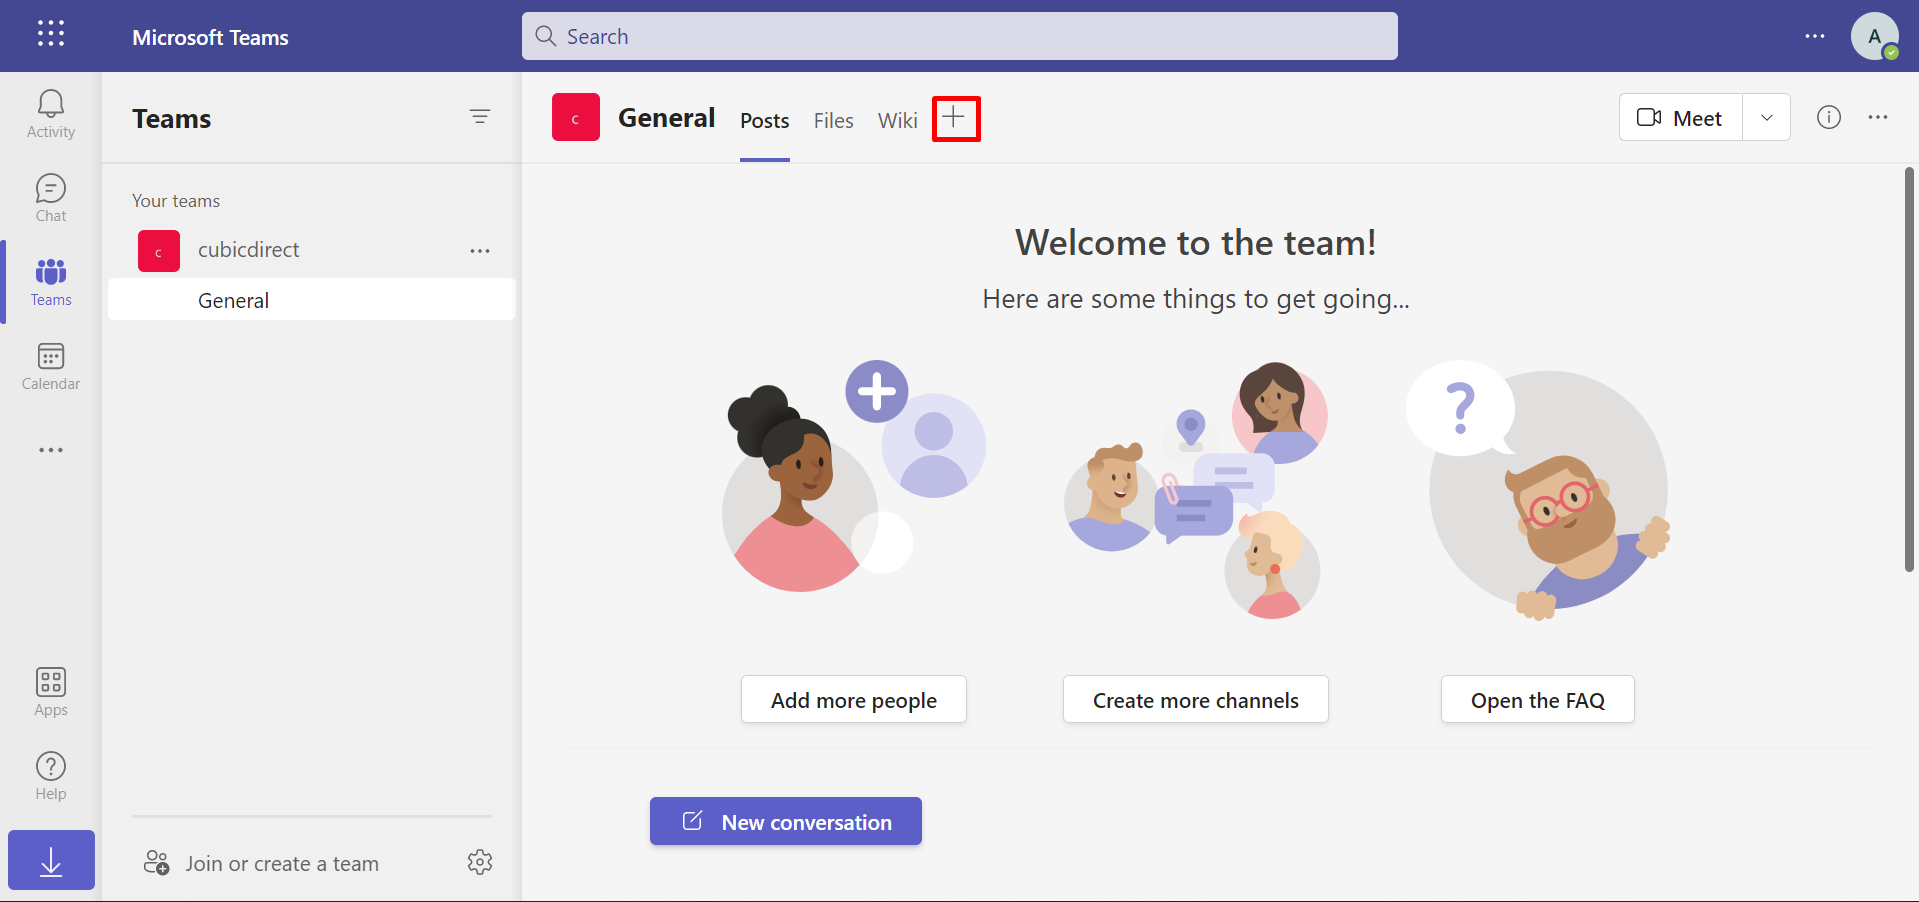 Microsoft Teams
Search
A
Activity
Chat
Teams
Calendar
Apps
Help
Teams
Your teams
c cubicdirect
General
Join or create a team
c General Posts Files Wiki
Meet
Welcome to the team!
Here are some things to get going...
?
Add more people
Create more channels
Open the FAQ
New conversation